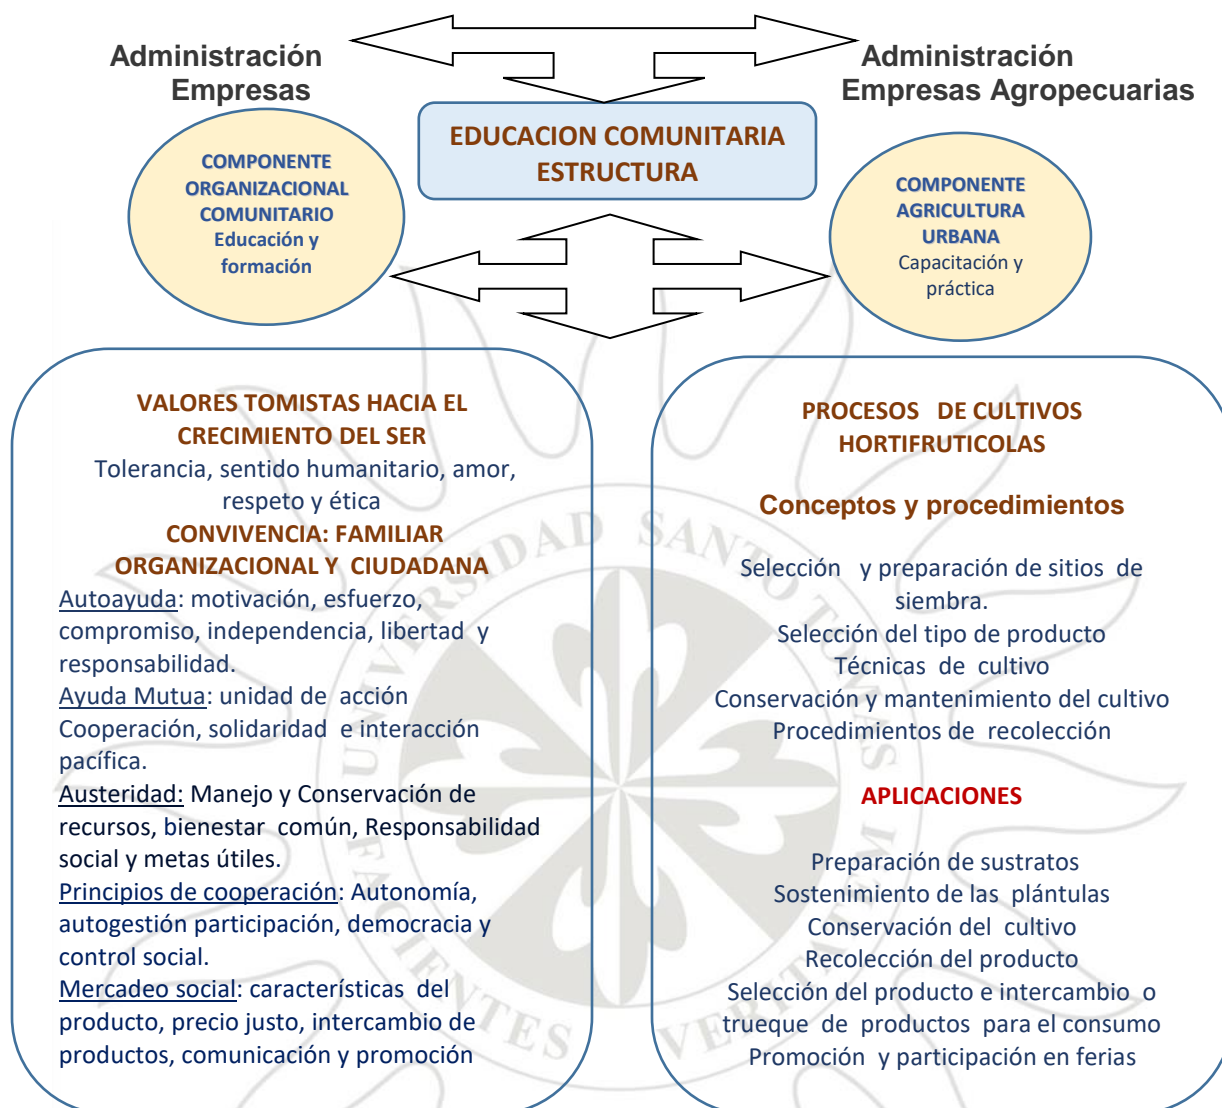 Administración
Empresas
Administración
Empresas Agropecuarias
EDUCACION COMUNITARIA
ESTRUCTURA
COMPONENTE
ORGANIZACIONAL
COMUNITARIO
Educación y
formación
COMPONENTE
AGRICULTURA
URBANA
Capacitación y
práctica
VALORES TOMISTAS HACIA EL
CRECIMIENTO DEL SER
Tolerancia, sentido humanitario, amor,
respeto y ética
CONVIVENCIA: FAMILIAR
ORGANIZACIONAL Y CIUDADANA
Autoayuda: motivación, esfuerzo,
compromiso, independencia, libertad y
responsabilidad.
Ayuda Mutua: unidad de acción
Cooperación, solidaridad e interacción
pacífica.
Austeridad: Manejo y Conservación de
recursos, bienestar común, Responsabilidad
social y metas útiles.
Principios de cooperación: Autonomía,
autogestión participación, democracia y
control social.
Mercadeo social: características del
producto, precio justo, intercambio de
productos, comunicación y promoción
PROCESOS DE CULTIVOS
HORTIFRUTICOLAS
Conceptos y procedimientos
Selección y preparación de sitios de
siembra.
Selección del tipo de producto
Técnicas de cultivo
Conservación y mantenimiento del cultivo
Procedimientos de recolección
APLICACIONES
Preparación de sustratos
Sostenimiento de las plántulas
Conservación del cultivo
Recolección del producto
Selección del producto e intercambio o
trueque de productos para el consumo
Promoción y participación en ferias
UNIVERSIDAD SANTO TOMAS
FACIENTES VERITATEM